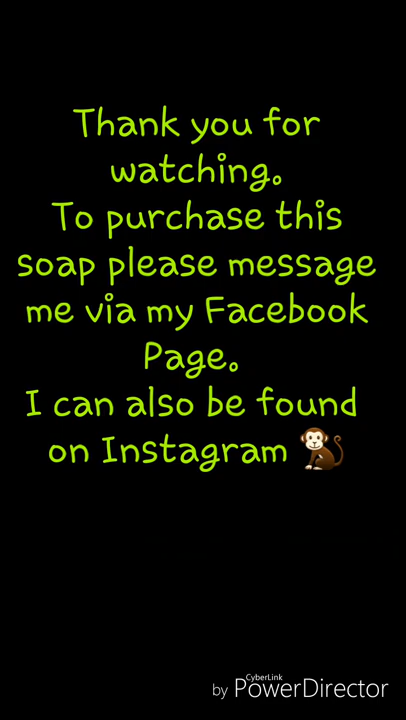 Thank you for
watching.
To purchase this
soap please message
me via my Facebook
Page.
I can also be found
on Instagram 🐒
CyberLink
by PowerDirector